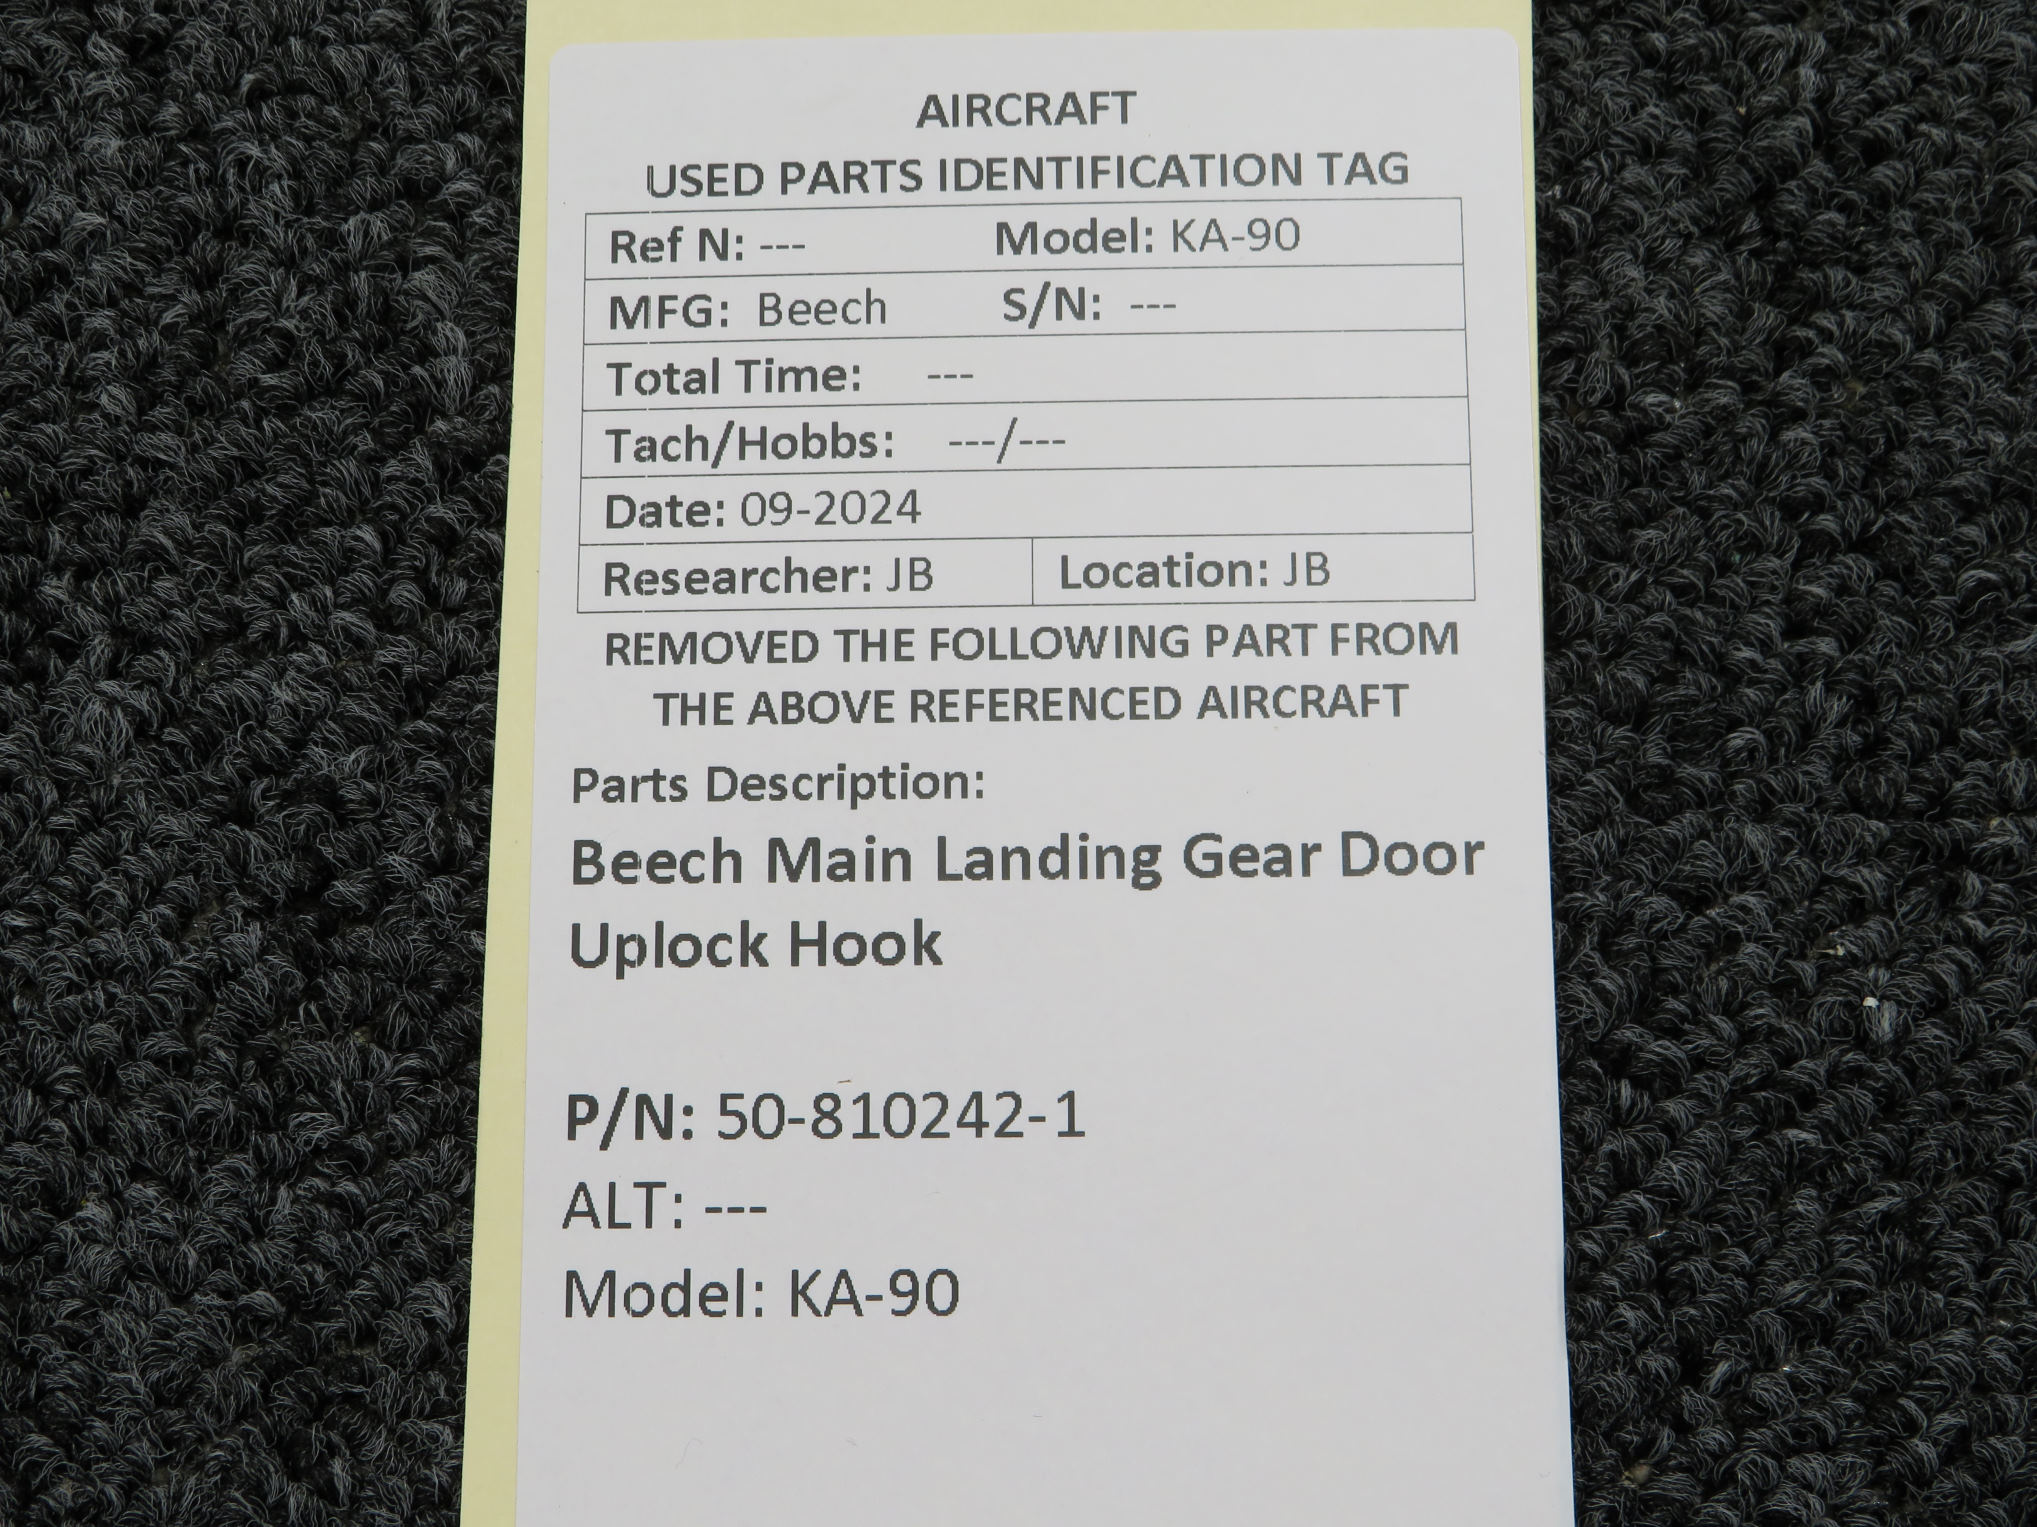 AIRCRAFT
USED PARTS IDENTIFICATION TAG
Ref N: --- Model: KA-90
MFG: Beech S/N: ---
Total Time: ---
Tach/Hobbs: ---/---
Date: 09-2024
Researcher: JB Location: JB
REMOVED THE FOLLOWING PART FROM
THE ABOVE REFERENCED AIRCRAFT
Parts Description:
Beech Main Landing Gear Door
Uplock Hook
P/N: 50-810242-1
ALT: ---
Model: KA-90